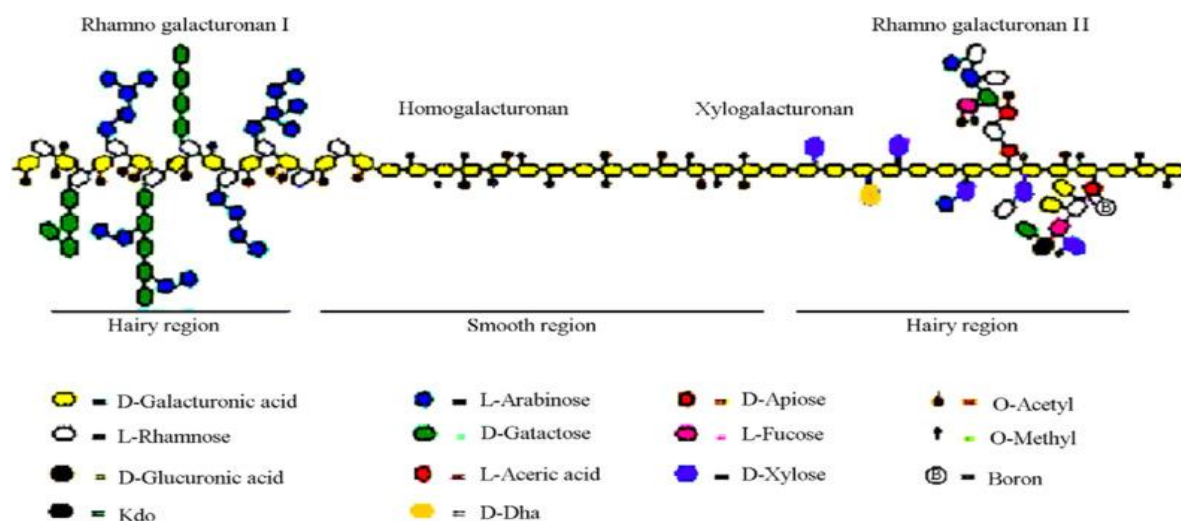 Rhamno galacturonan I
Rhamno galacturonan II
Homogalacturonan
Xylogalacturonan
Hairy region
Smooth region
Hairy region
B
D-Galacturonic acid
L-Arabinose
D-Apiose
O-Acetyl
L-Rhamnose
D-Gatactose
L-Fucose
O-Methyl
D-Glucuronic acid
L-Aceric acid
D-Xylose
B
Boron
Kdo
D-Dha